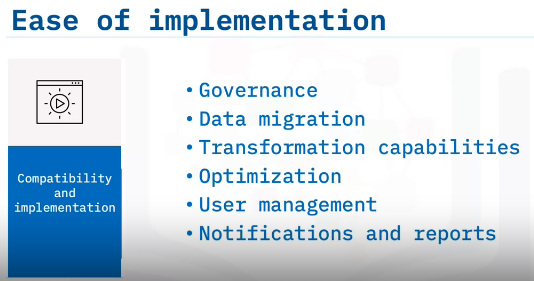 Ease of implementation
Compatibility
and
implementation
• Governance
• Data migration
• Transformation capabilities
• Optimization
• User management
• Notifications and reports